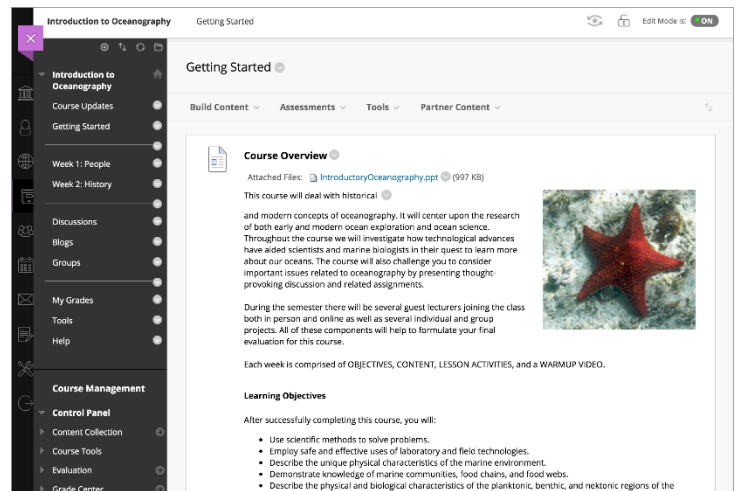 Introduction to Oceanography Getting Started Edit Mode is: ON
Introduction to
Oceanography
Course Updates
Getting Started
Week 1: People
Week 2: History
Discussions
Blogs
Groups
My Grades
Tools
Help
Course Management
Control Panel
Content Collection
Course Tools
Evaluation
Grade Center
Getting Started
Build Content Assessments Tools Partner Content
Course Overview
Attached Files: IntroductoryOceanography.ppt (997 KB)
This course will deal with historical
and modern concepts of oceanography. It will center upon the research
of both early and modern ocean exploration and ocean science.
Throughout the course we will investigate how technological advances
have aided scientists and marine biologists in their quest to learn more
about our oceans. The course will also challenge you to consider
important issues related to oceanography by presenting thought-
provoking discussion and related assignments.
During the semester there will be several guest lecturers joining the class
both in person and online as well as several individual and group
projects. All of these components will help to formulate your final
evaluation for this course.
Each week is comprised of OBJECTIVES, CONTENT, LESSON ACTIVITIES, and a WARMUP VIDEO.
Learning Objectives
After successfully completing this course, you will:
• Use scientific methods to solve problems.
• Employ safe and effective uses of laboratory and field technologies.
• Describe the unique physical characteristics of the marine environment.
• Demonstrate knowledge of marine communities, food chains, and food webs.
• Describe the physical and biological characteristics of the planktonic, benthic, and nektonic regions of the